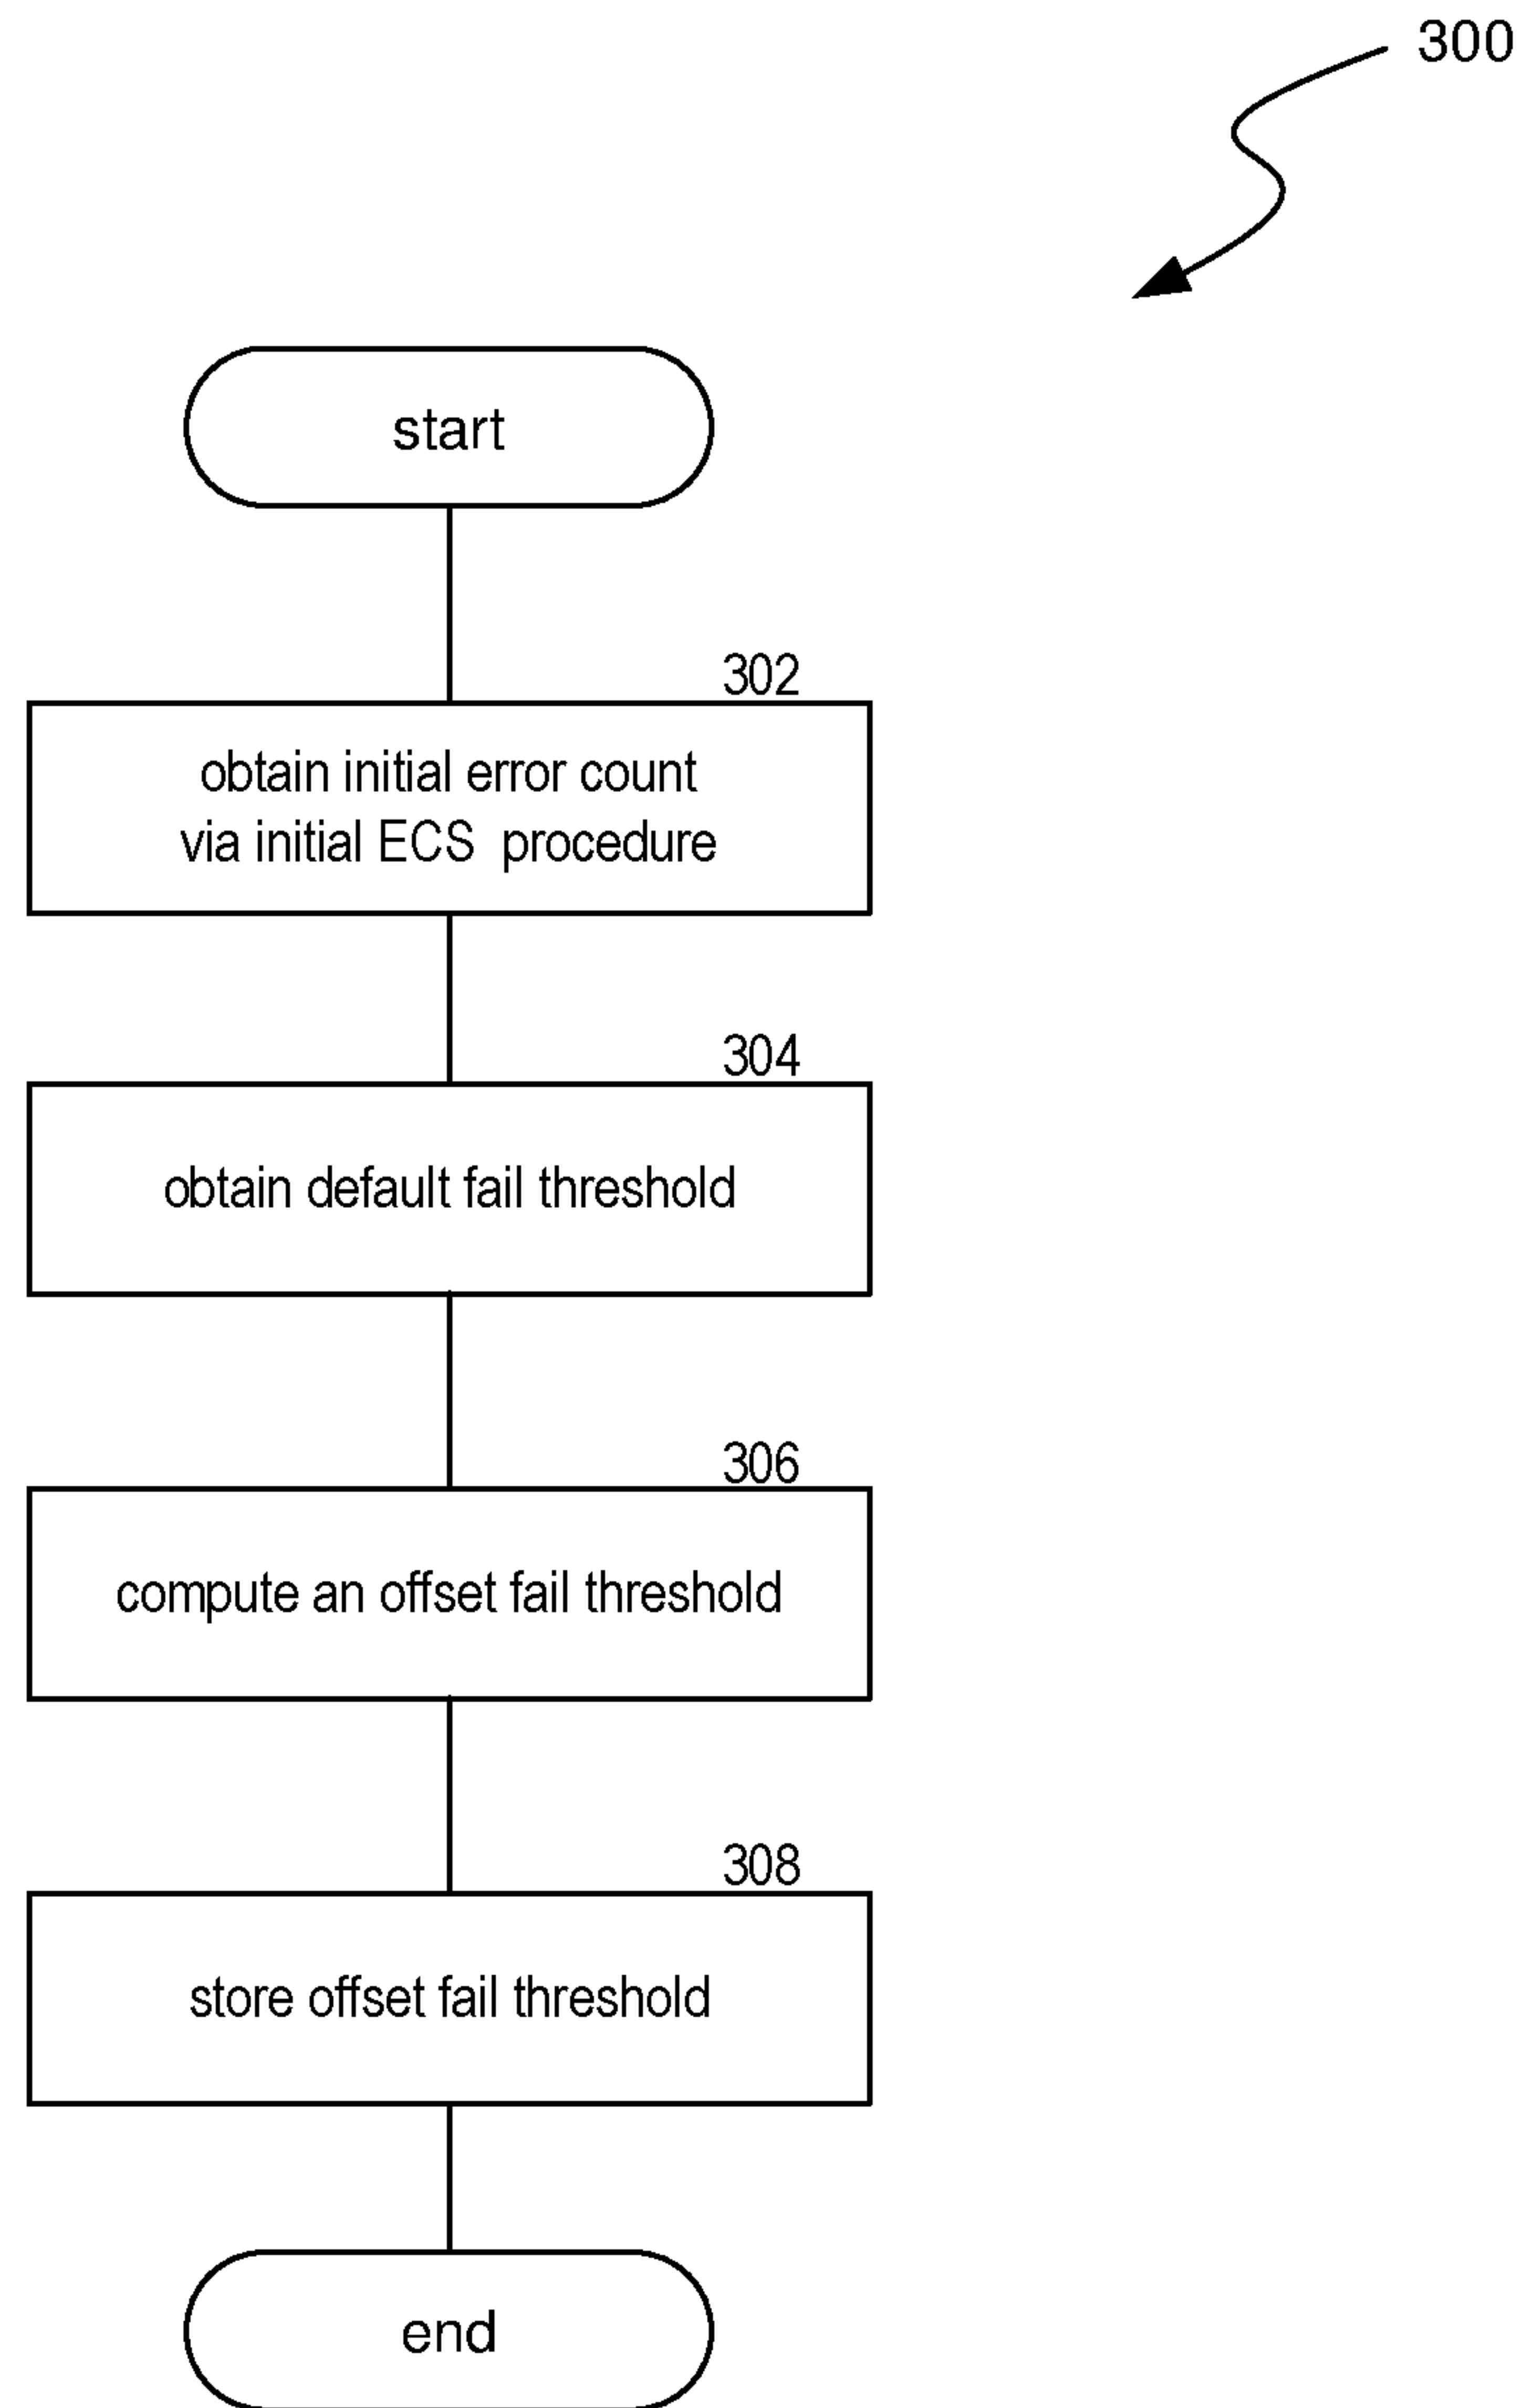 300
start
302
obtain initial error count
via initial ECS procedure
304
obtain default fail threshold
306
compute an offset fail threshold
308
store offset fail threshold
end